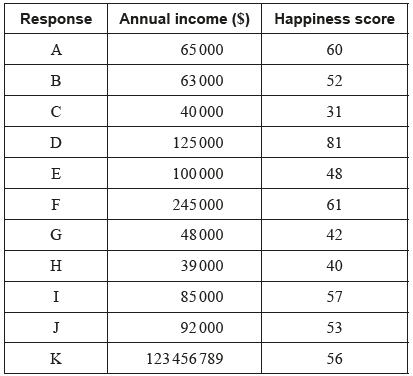 Response Annual income ($) Happiness score
A 65 000 60
B 63 000 52
C 40 000 31
D 125 000 81
E 100 000 48
F 245 000 61
G 48 000 42
H 39 000 40
I 85 000 57
J 92 000 53
K 123 456 789 56